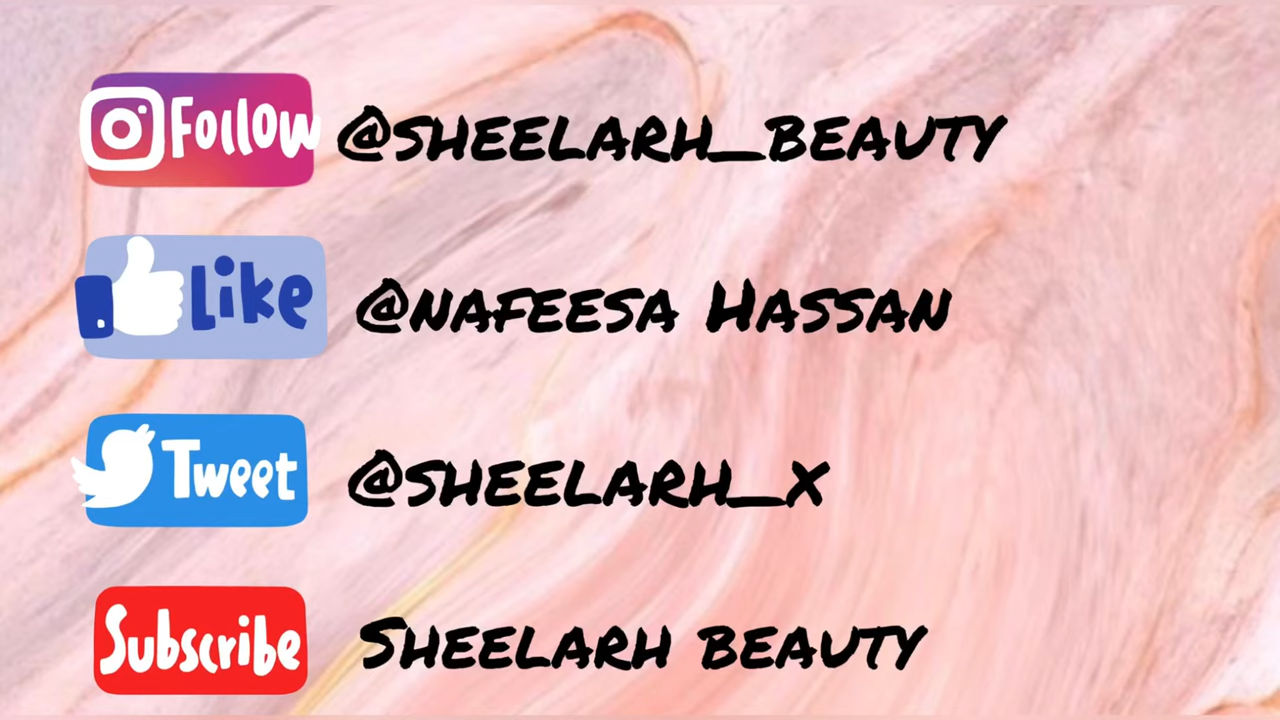 Follow @sheelarh_beauty
Like @nafeesa Hassan
Tweet @sheelarh_x
Subscribe Sheelarh beauty